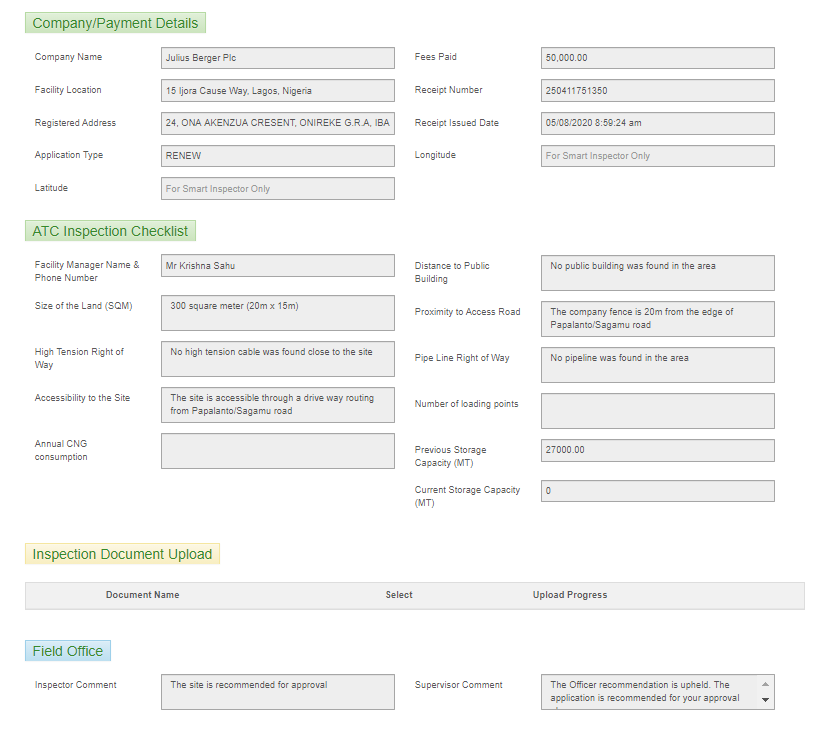 Company/Payment Details
Company Name
Julius Berger Plc
Fees Paid
50,000.00
Facility Location
15 Ijora Cause Way, Lagos, Nigeria
Receipt Number
250411751350
Registered Address
24, ONA AKENZUA CRESENT, ONIREKE G.R.A, IBA
Receipt Issued Date
05/08/2020 8:59:24 am
Application Type
RENEW
Longitude
For Smart Inspector Only
Latitude
For Smart Inspector Only
ATC Inspection Checklist
Facility Manager Name &
Phone Number
Mr Krishna Sahu
Distance to Public
Building
No public building was found in the area
Size of the Land (SQM)
300 square meter (20m x 15m)
Proximity to Access Road
The company fence is 20m from the edge of
Papalanto/Sagamu road
High Tension Right of
Way
No high tension cable was found close to the site
Pipe Line Right of Way
No pipeline was found in the area
Accessibility to the Site
The site is accessible through a drive way routing
from Papalanto/Sagamu road
Number of loading points
Annual CNG
consumption
Previous Storage
Capacity (MT)
27000.00
Current Storage Capacity
(MT)
0
Inspection Document Upload
Document Name
Select
Upload Progress
Field Office
Inspector Comment
The site is recommended for approval
Supervisor Comment
The Officer recommendation is upheld. The
application is recommended for your approval